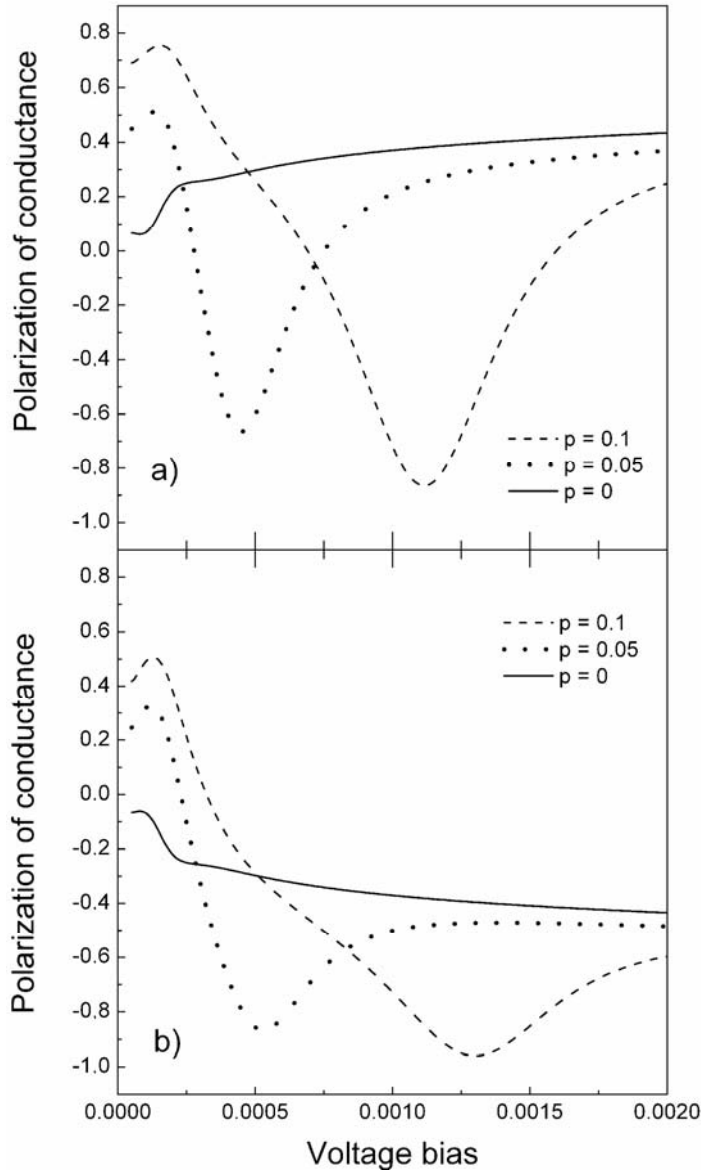 Polarization of conductance
0.8
0.6
0.4
0.2
0.0
-0.2
-0.4
-0.6
-0.8
-1.0
a)
p = 0.1
p = 0.05
p = 0
Polarization of conductance
0.8
0.6
0.4
0.2
0.0
-0.2
-0.4
-0.6
-0.8
-1.0
p = 0.1
p = 0.05
p = 0
b)
0.0000 0.0005 0.0010 0.0015 0.0020
Voltage bias